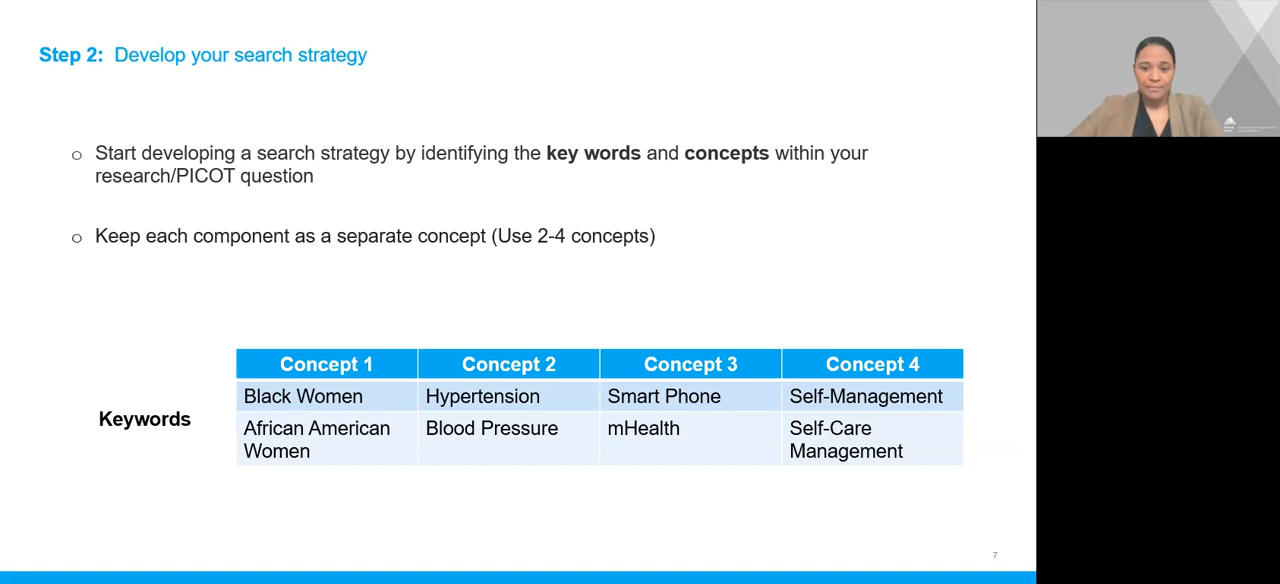 Step 2: Develop your search strategy
o Start developing a search strategy by identifying the key words and concepts within your
research/PICOT question
o Keep each component as a separate concept (Use 2-4 concepts)
Concept 1 Concept 2 Concept 3 Concept 4
Keywords
Black Women Hypertension Smart Phone Self-Management
African American Blood Pressure mHealth Self-Care
Women Management
7